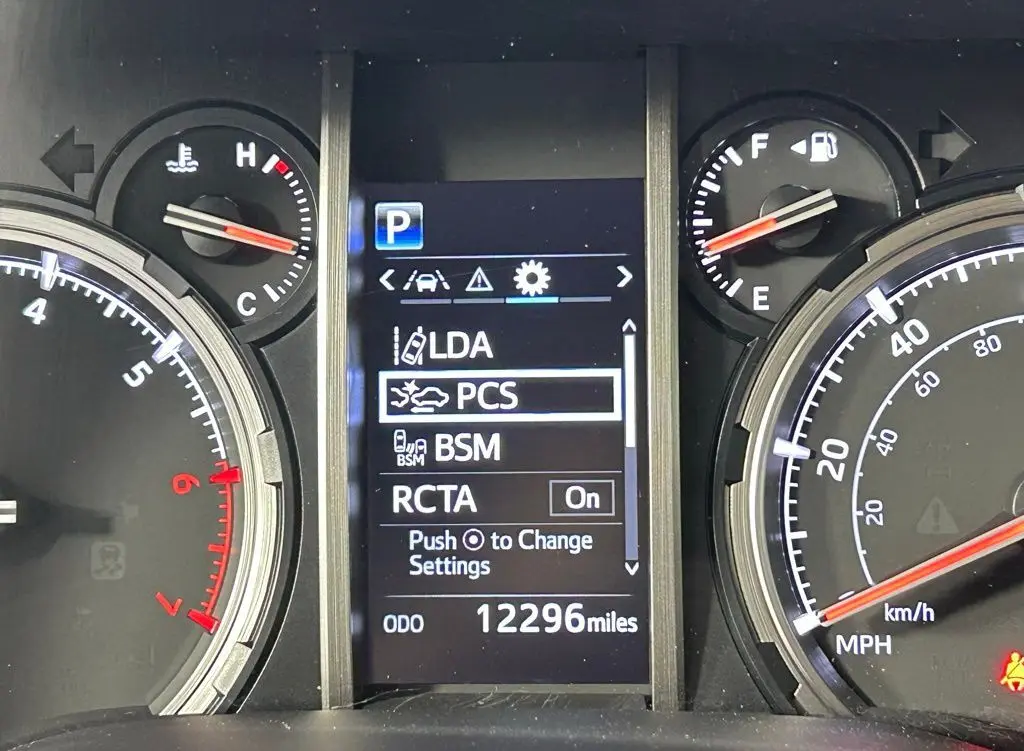 P
LDA
PCS
BSM
BSM
RCTA On
Push to Change
Settings
ODO 12296 miles
H
C
F
E
4
5
6
7
20
40
20
40
60
80
km/h
MPH